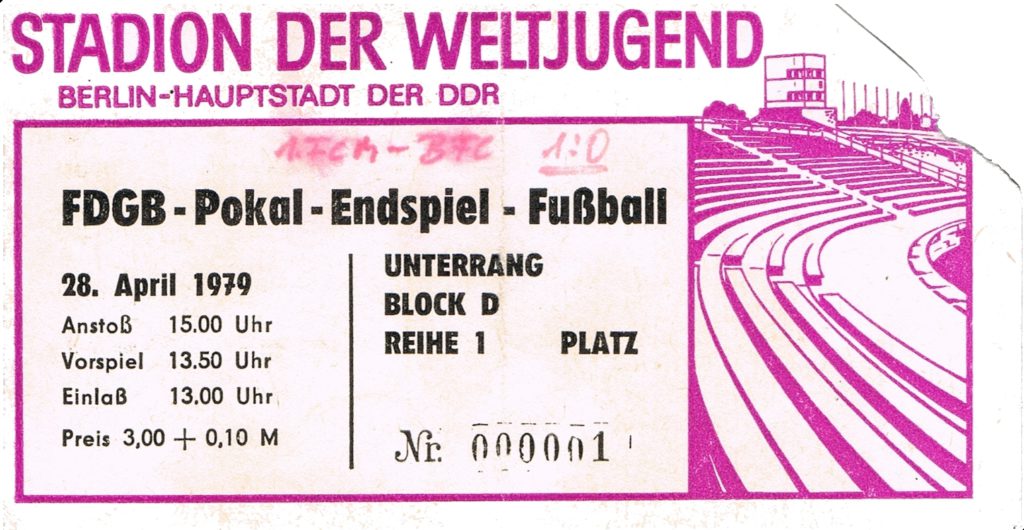 STADION DER WELTJUGEND
BERLIN-HAUPTSTADT DER DDR
1.FCM - BFC 1:0
FDGB - Pokal - Endspiel - Fußball
28. April 1979
Anstoß 15.00 Uhr
Vorspiel 13.50 Uhr
Einlaß 13.00 Uhr
Preis 3,00 + 0,10 M
UNTERRANG
BLOCK D
REIHE 1 PLATZ
Nr. 000001